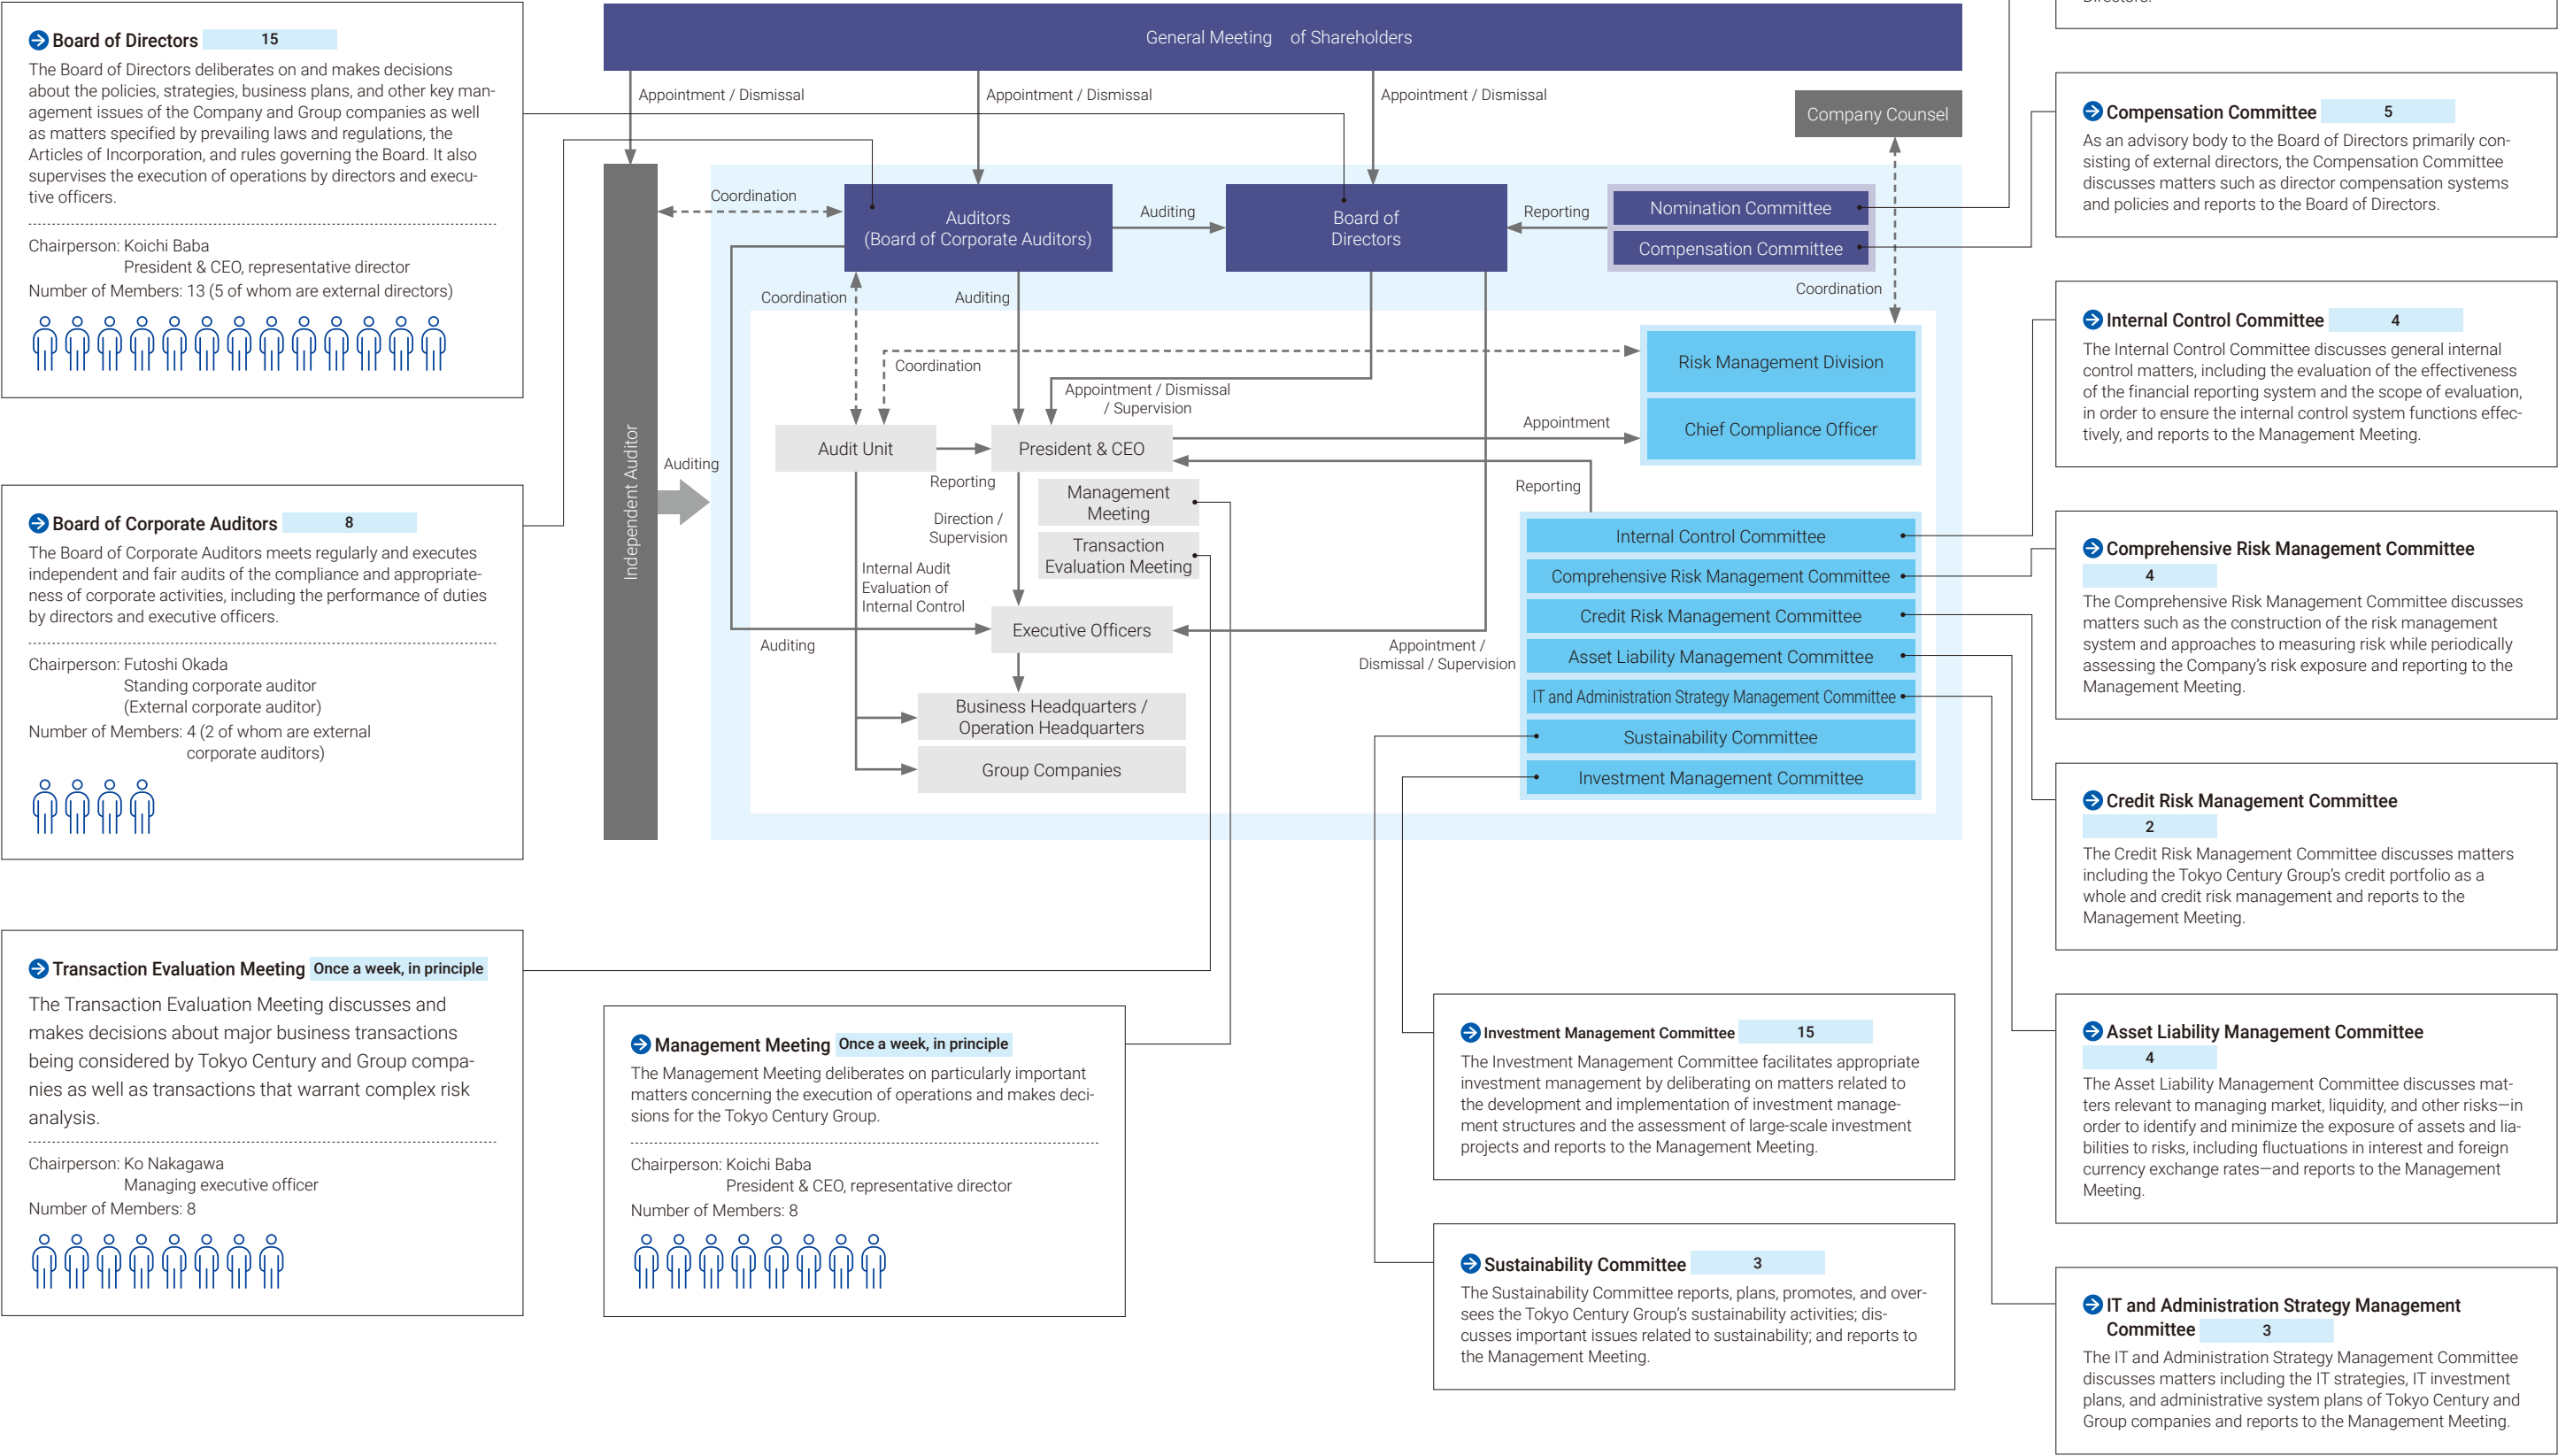 Board of Directors 15
The Board of Directors deliberates on and makes decisions
about the policies, strategies, business plans, and other key man-
agement issues of the Company and Group companies as well
as matters specified by prevailing laws and regulations, the
Articles of Incorporation, and rules governing the Board. It also
supervises the execution of operations by directors and execu-
tive officers.
Chairperson: Koichi Baba
President & CEO, representative director
Number of Members: 13 (5 of whom are external directors)
Board of Corporate Auditors 8
The Board of Corporate Auditors meets regularly and executes
independent and fair audits of the compliance and appropriate-
ness of corporate activities, including the performance of duties
by directors and executive officers.
Chairperson: Futoshi Okada
Standing corporate auditor
(External corporate auditor)
Number of Members: 4 (2 of whom are external
corporate auditors)
Transaction Evaluation Meeting Once a week, in principle
The Transaction Evaluation Meeting discusses and
makes decisions about major business transactions
being considered by Tokyo Century and Group compa-
nies as well as transactions that warrant complex risk
analysis.
Chairperson: Ko Nakagawa
Managing executive officer
Number of Members: 8
General Meeting of Shareholders
Appointment / Dismissal
Appointment / Dismissal
Appointment / Dismissal
Company Counsel
Independent Auditor
Coordination
Auditors
(Board of Corporate Auditors)
Auditing
Board of
Directors
Reporting
Nomination Committee
Compensation Committee
Coordination
Auditing
Coordination
Coordination
Risk Management Division
Chief Compliance Officer
Appointment / Dismissal
/ Supervision
Appointment
Audit Unit
President & CEO
Auditing
Reporting
Reporting
Management
Meeting
Direction /
Supervision
Transaction
Evaluation Meeting
Internal Audit
Evaluation of
Internal Control
Executive Officers
Auditing
Appointment /
Dismissal / Supervision
Business Headquarters /
Operation Headquarters
Group Companies
Internal Control Committee
Comprehensive Risk Management Committee
Credit Risk Management Committee
Asset Liability Management Committee
IT and Administration Strategy Management Committee
Sustainability Committee
Investment Management Committee
Management Meeting Once a week, in principle
The Management Meeting deliberates on particularly important
matters concerning the execution of operations and makes deci-
sions for the Tokyo Century Group.
Chairperson: Koichi Baba
President & CEO, representative director
Number of Members: 8
Investment Management Committee 15
The Investment Management Committee facilitates appropriate
investment management by deliberating on matters related to
the development and implementation of investment manage-
ment structures and the assessment of large-scale investment
projects and reports to the Management Meeting.
Sustainability Committee 3
The Sustainability Committee reports, plans, promotes, and over-
sees the Tokyo Century Group's sustainability activities; dis-
cusses important issues related to sustainability; and reports to
the Management Meeting.
Compensation Committee 5
As an advisory body to the Board of Directors primarily con-
sisting of external directors, the Compensation Committee
discusses matters such as director compensation systems
and policies and reports to the Board of Directors.
Internal Control Committee 4
The Internal Control Committee discusses general internal
control matters, including the evaluation of the effectiveness
of the financial reporting system and the scope of evaluation,
in order to ensure the internal control system functions effec-
tively, and reports to the Management Meeting.
Comprehensive Risk Management Committee
4
The Comprehensive Risk Management Committee discusses
matters such as the construction of the risk management
system and approaches to measuring risk while periodically
assessing the Company's risk exposure and reporting to the
Management Meeting.
Credit Risk Management Committee
2
The Credit Risk Management Committee discusses matters
including the Tokyo Century Group's credit portfolio as a
whole and credit risk management and reports to the
Management Meeting.
Asset Liability Management Committee
4
The Asset Liability Management Committee discusses mat-
ters relevant to managing market, liquidity, and other risks—in
order to identify and minimize the exposure of assets and lia-
bilities to risks, including fluctuations in interest and foreign
currency exchange rates—and reports to the Management
Meeting.
IT and Administration Strategy Management
Committee 3
The IT and Administration Strategy Management Committee
discusses matters including the IT strategies, IT investment
plans, and administrative system plans of Tokyo Century and
Group companies and reports to the Management Meeting.